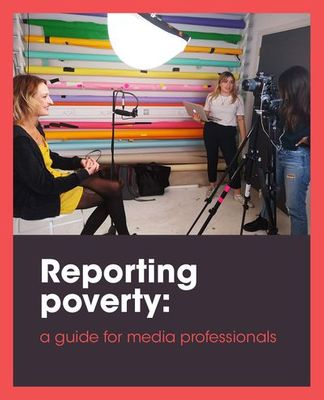 Reporting
poverty:
a guide for media professionals